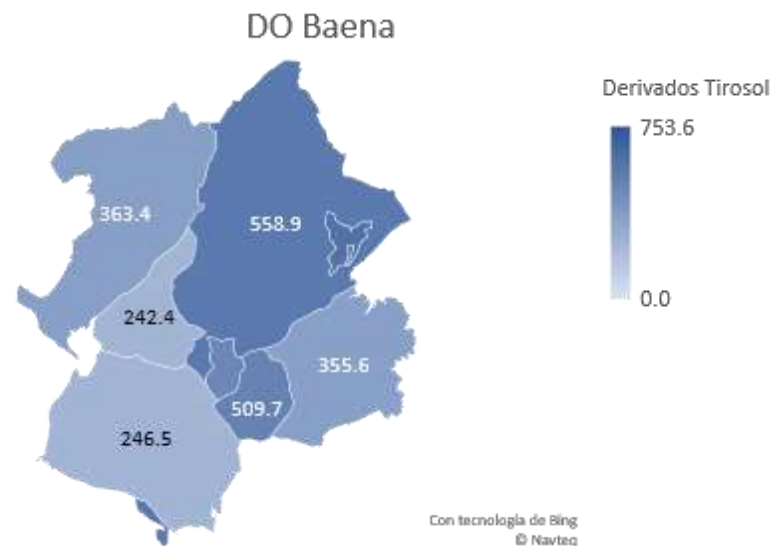 DO Baena
Derivados Tirosol
753.6
0.0
363.4
558.9
242.4
355.6
509.7
246.5
Con tecnología de Bing
© Navteq